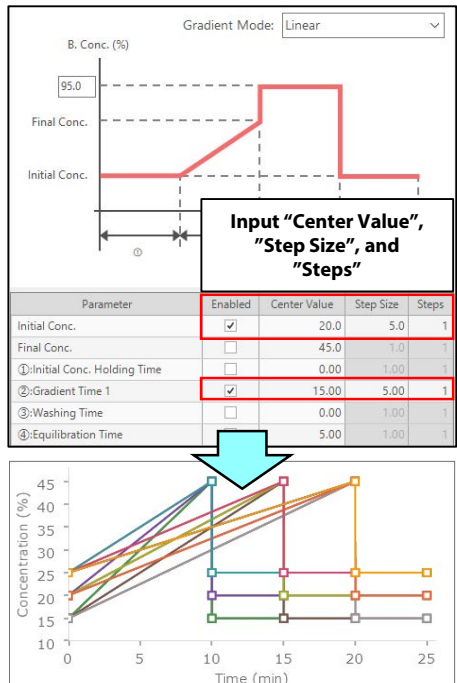 Gradient Mode: Linear
B. Conc. (%)
95.0
Final Conc.
Initial Conc.
①
Input “Center Value”,
”Step Size”, and
”Steps”
Parameter Enabled Center Value Step Size Steps
Initial Conc. 20.0 5.0 1
Final Conc. 45.0 1.0 1
①:Initial Conc. Holding Time 0.00 1.00 1
②:Gradient Time 1 15.00 5.00 1
③:Washing Time 0.00 1.00 1
④:Equilibration Time 5.00 1.00 1
Concentration (%)
45
40
35
30
25
20
15
10
0 5 10 15 20 25
Time (min)